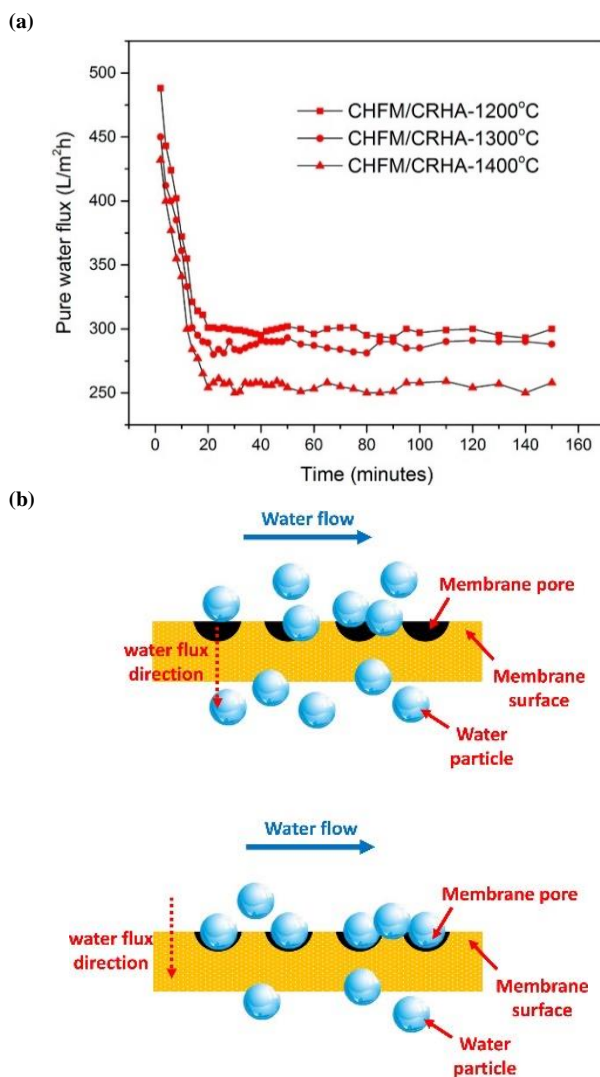 (a)
500
450
400
350
300
250
Pure water flux (L/m²h)
CHFM/CRHA-1200°C
CHFM/CRHA-1300°C
CHFM/CRHA-1400°C
0 20 40 60 80 100 120 140 160
Time (minutes)
(b)
Water flow
Membrane pore
water flux
direction
Membrane
surface
Water
particle
Water flow
Membrane pore
water flux
direction
Membrane
surface
Water
particle